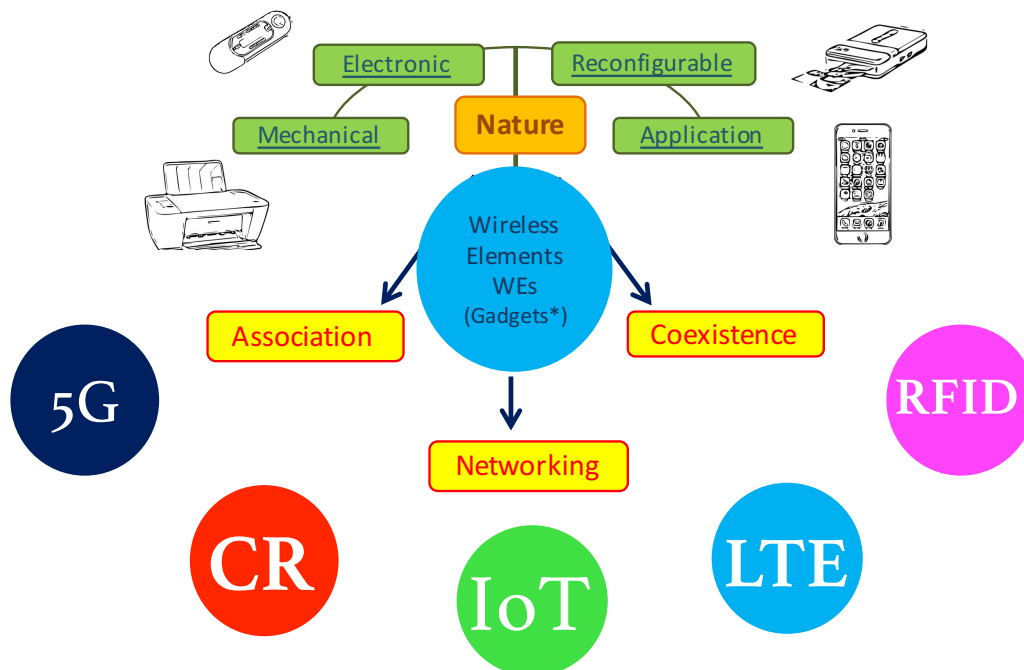 Electronic
Reconfigurable
Mechanical
Nature
Application
Wireless
Elements
WEs
(Gadgets*)
Association
Coexistence
5G
RFID
Networking
CR
IoT
LTE